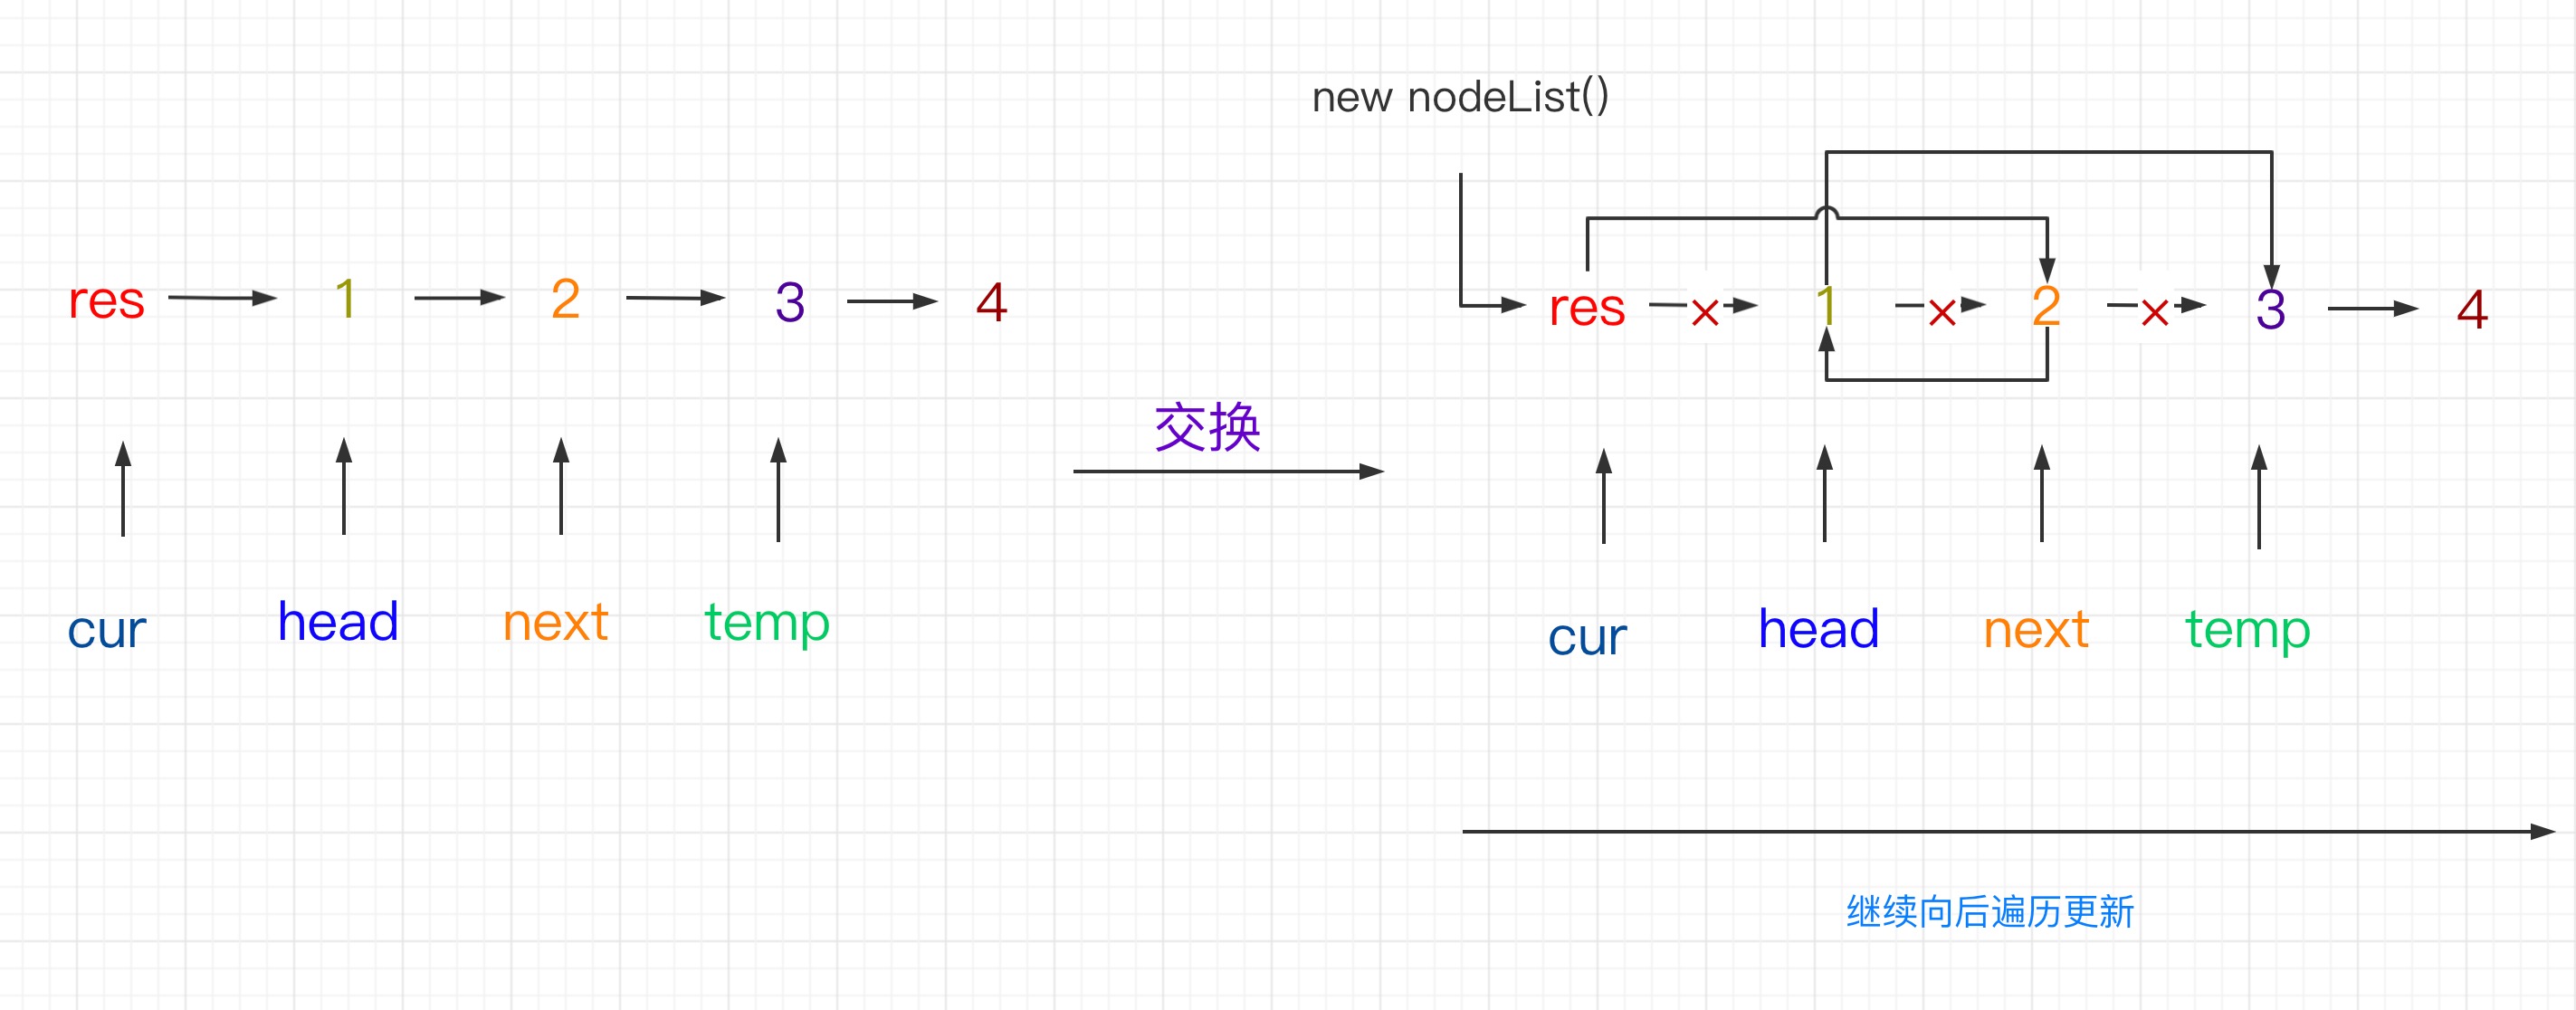 new nodeList()
res 1 2 3 4
res × 1 × 2 × 3 4
交换
cur head next temp
cur head next temp
继续向后遍历更新